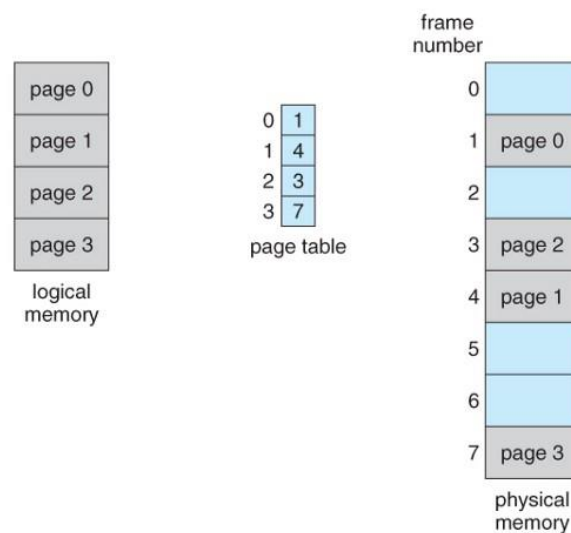 frame
number
page 0
page 1
page 2
page 3
logical
memory
0 1
1 4
2 3
3 7
page table
0
1 page 0
2
3 page 2
4 page 1
5
6
7 page 3
physical
memory